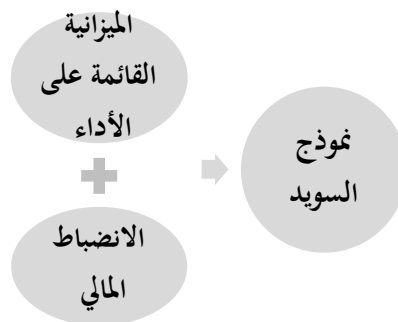 الميزانية
القائمة على
الأداء
الانضباط
المالي
نموذج
السويد